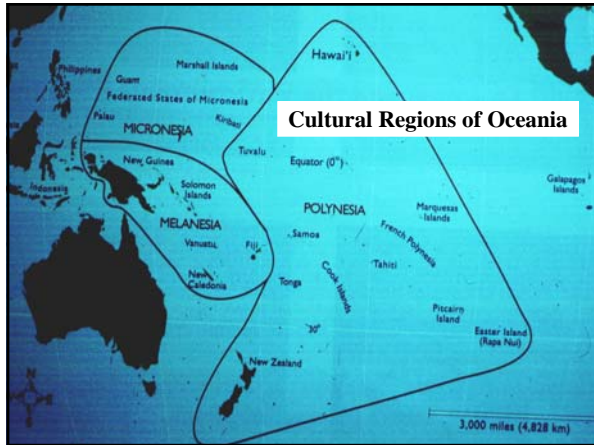 Hawai'i
Philippines
Marshall Islands
Guam
Federated States of Micronesia
Palau
Kiribati
MICRONESIA
Cultural Regions of Oceania
Tuvalu
Equator (0°)
New Guinea
Indonesia
Solomon
Islands
Galapagos
Islands
MELANESIA
POLYNESIA
Marquesas
Islands
Vanuatu
Fiji
Samoa
French Polynesia
Tahiti
New
Caledonia
Tonga
Cook Islands
Pitcairn
Island
Easter Island
(Rapa Nui)
30°
New Zealand
N
3,000 miles (4,828 km)